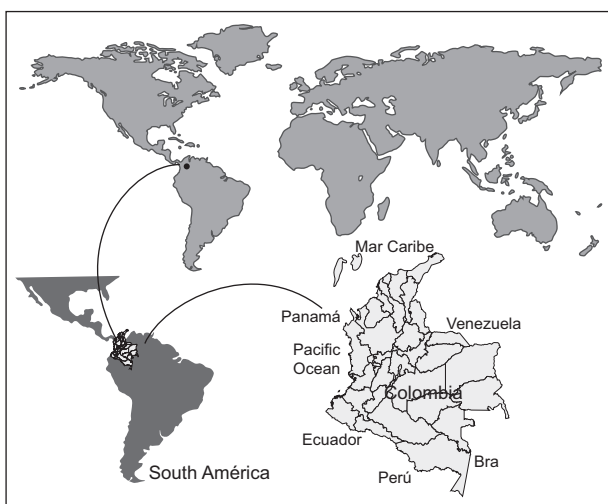 Mar Caribe
Panamá
Venezuela
Pacific
Ocean
Colombia
Ecuador
Bra
Perú
South América